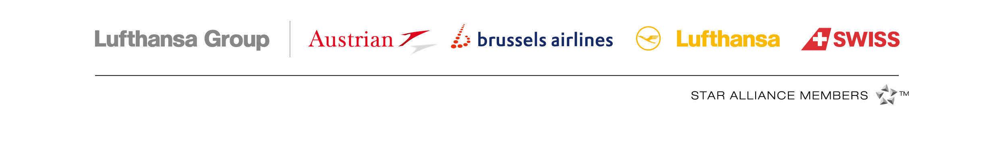 Lufthansa Group Austrian brussels airlines Lufthansa SWISS
STAR ALLIANCE MEMBERS ™